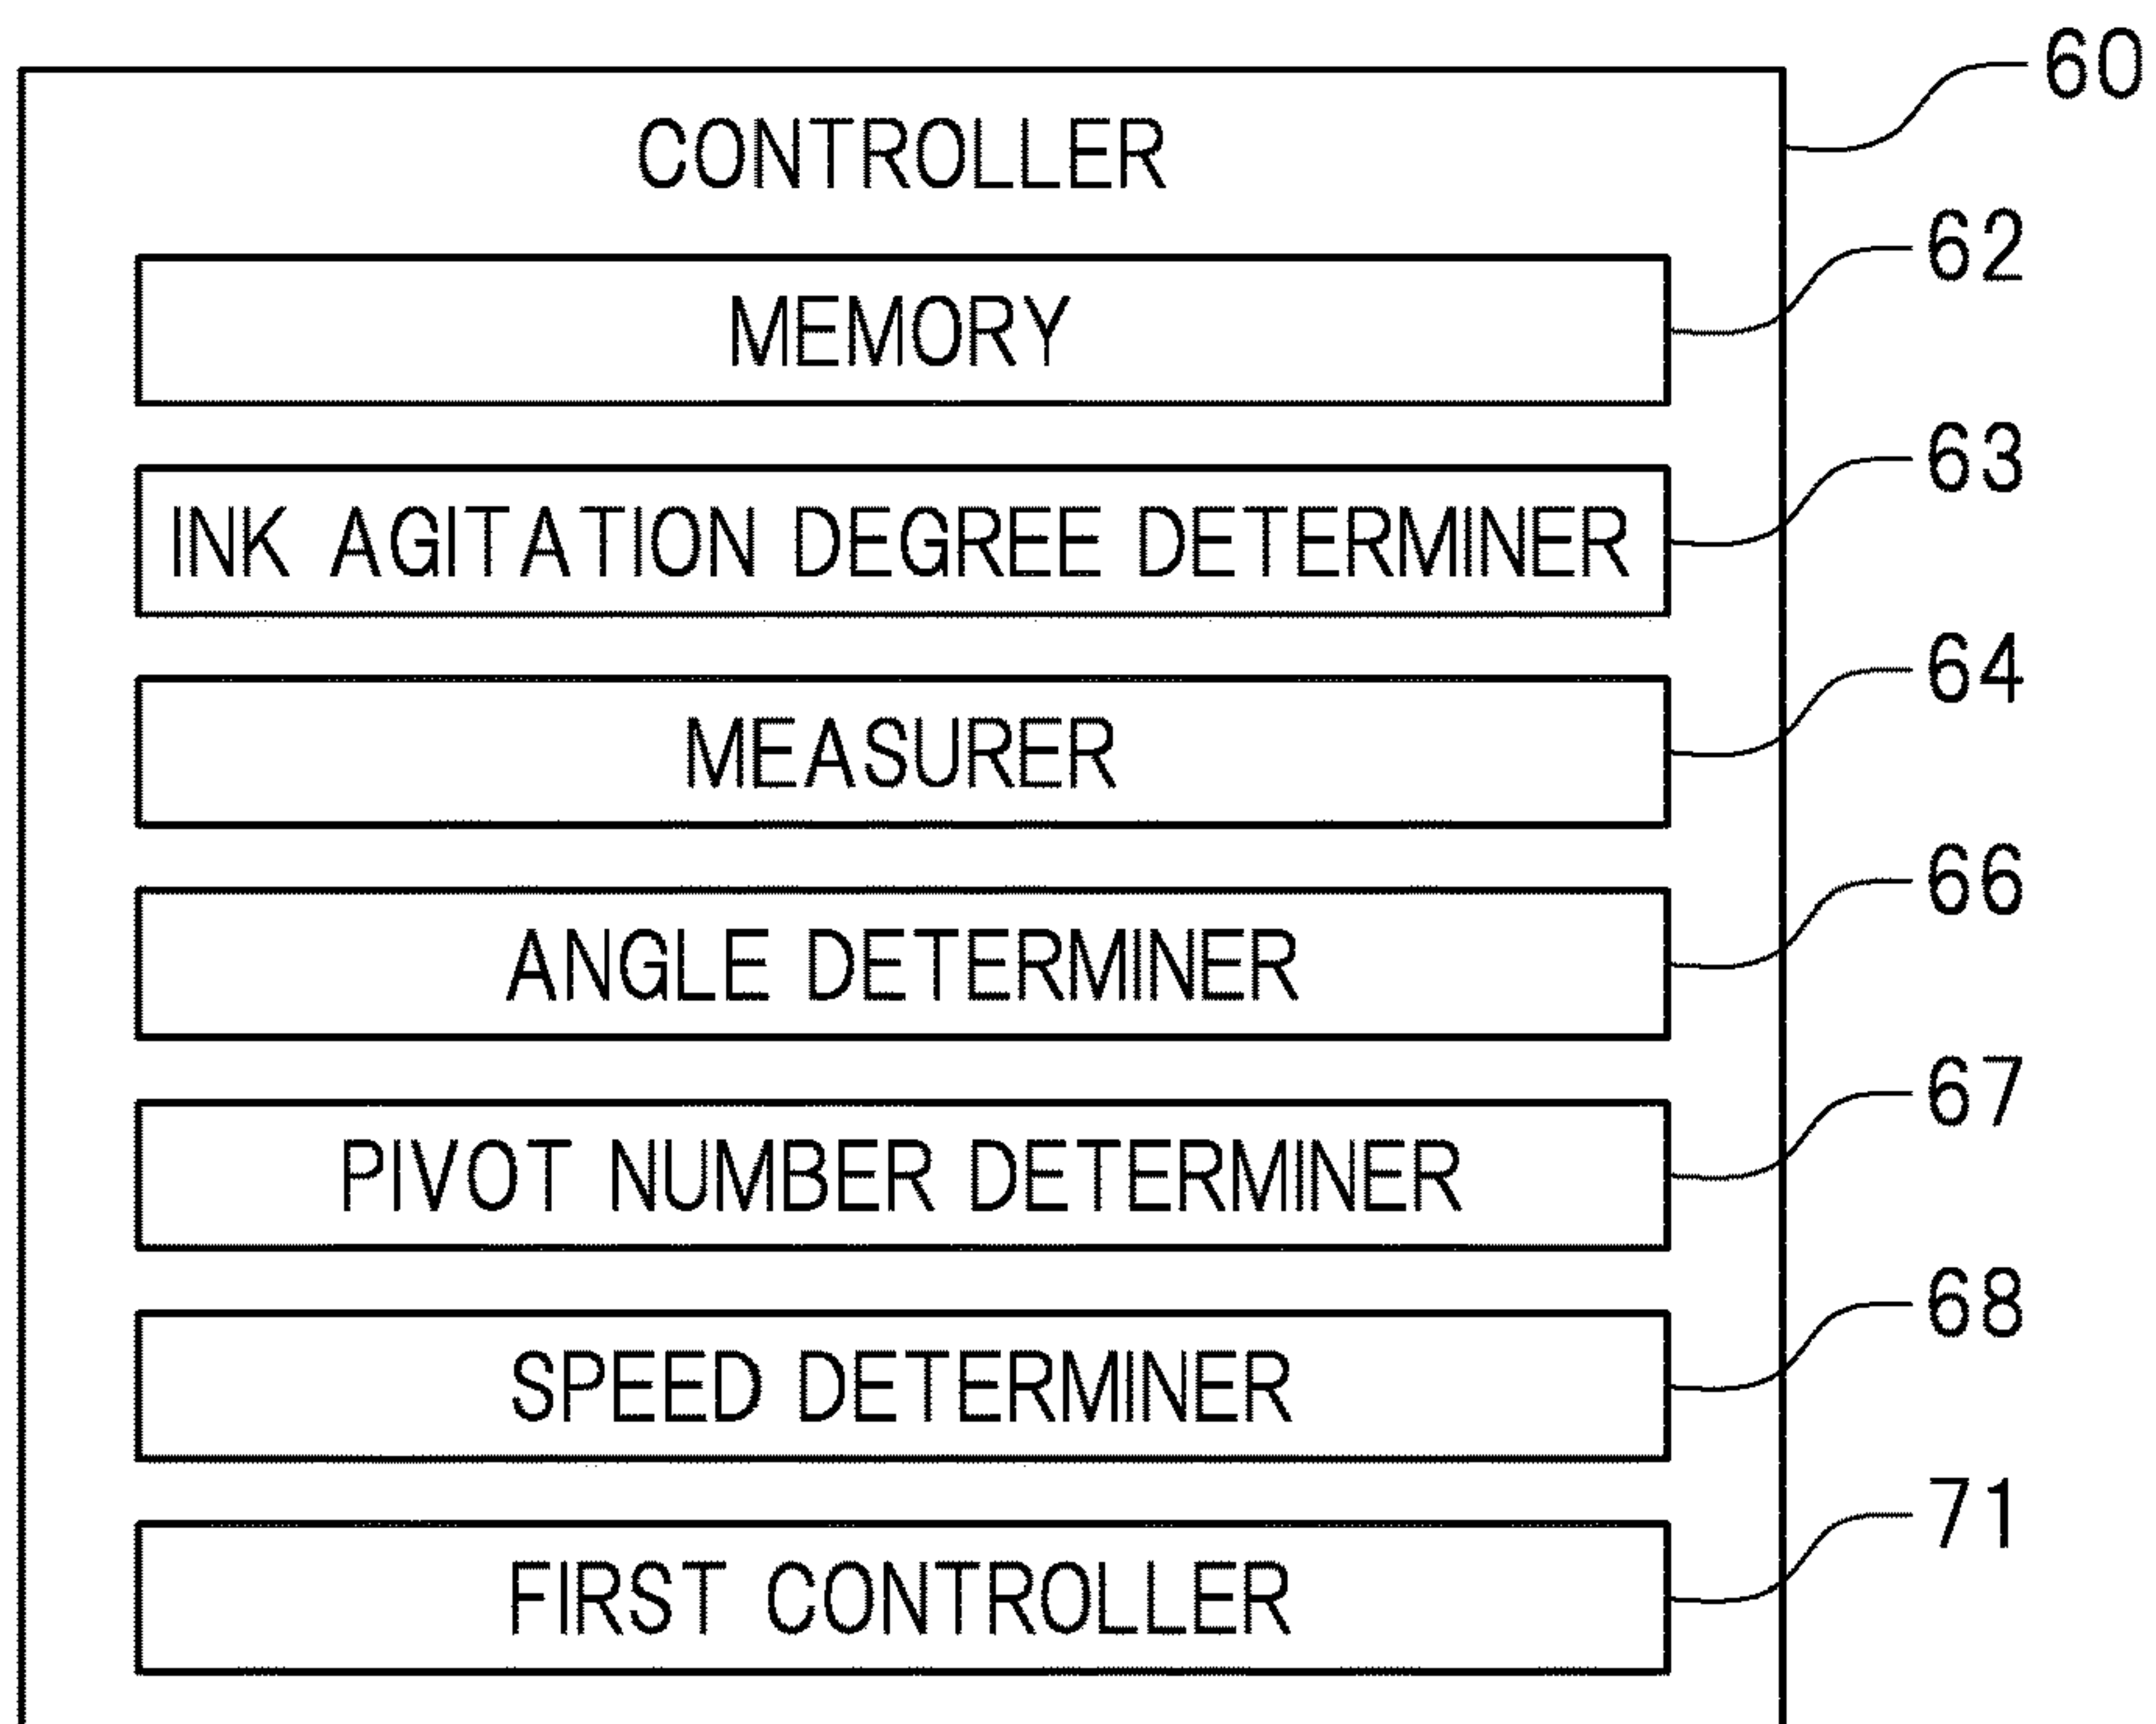 60
CONTROLLER
62
MEMORY
63
INK AGITATION DEGREE DETERMINER
64
MEASURER
66
ANGLE DETERMINER
67
PIVOT NUMBER DETERMINER
68
SPEED DETERMINER
71
FIRST CONTROLLER